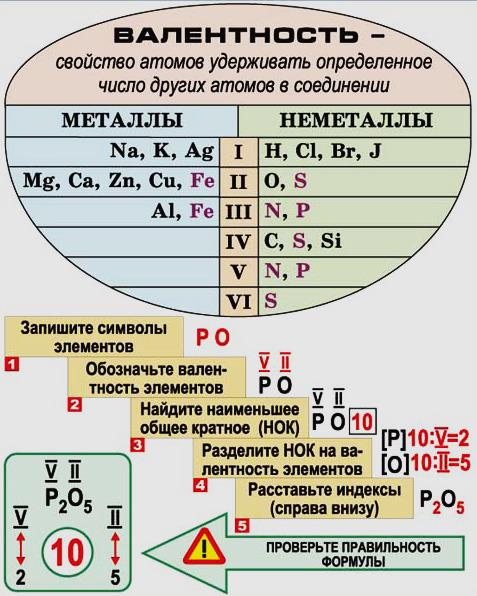 ВАЛЕНТНОСТЬ –
свойство атомов удерживать определенное
число других атомов в соединении
МЕТАЛЛЫ НЕМЕТАЛЛЫ
Na, K, Ag I H, Cl, Br, J
Mg, Ca, Zn, Cu, Fe II O, S
Al, Fe III N, P
IV C, S, Si
V N, P
VI S
Запишите символы
элементов
P O
1
Обозначьте вален-
тность элементов
V II
P O
2
Найдите наименьшее
общее кратное (НОК)
V II
P O 10
3
Разделите НОК на ва-
лентность элементов
[P]10:V=2
[O]10:II=5
4
Расставьте индексы
(справа внизу)
P₂O₅
5
V II
P₂O₅
V II
10
2 5
!
ПРОВЕРЬТЕ ПРАВИЛЬНОСТЬ
ФОРМУЛЫ